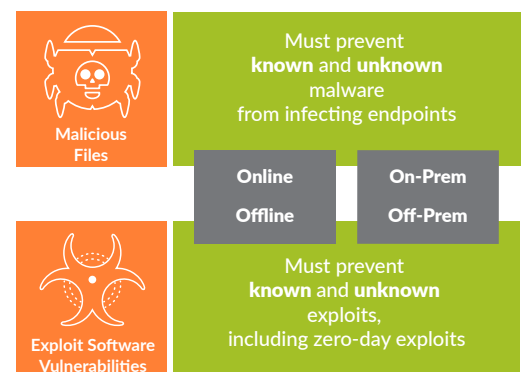 Malicious
Files
Must prevent
known and unknown
malware
from infecting endpoints
Online
Offline
On-Prem
Off-Prem
Exploit Software
Vulnerabilities
Must prevent
known and unknown
exploits,
including zero-day exploits